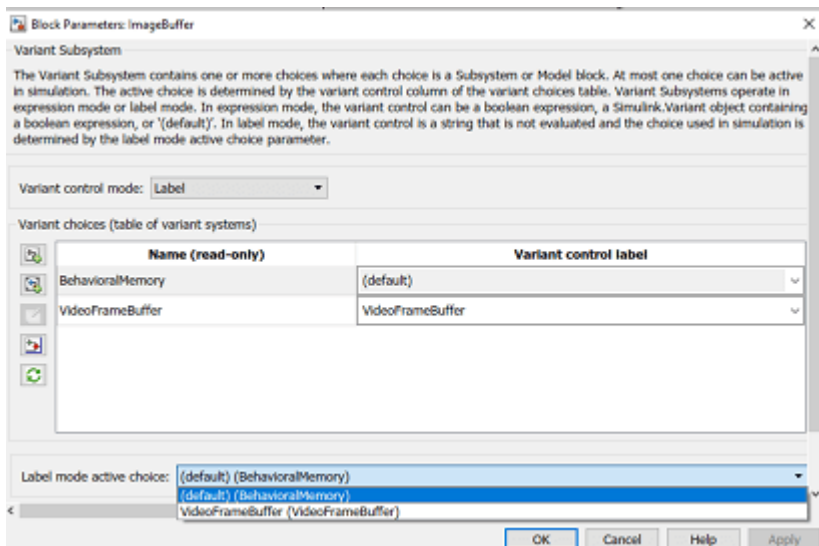 Block Parameters: ImageBuffer
Variant Subsystem
The Variant Subsystem contains one or more choices where each choice is a Subsystem or Model block. At most one choice can be active
in simulation. The active choice is determined by the variant control column of the variant choices table. Variant Subsystems operate in
expression mode or label mode. In expression mode, the variant control can be a boolean expression, a Simulink.Variant object containing
a boolean expression, or '(default)'. In label mode, the variant control is a string that is not evaluated and the choice used in simulation is
determined by the label mode active choice parameter.
Variant control mode: Label
Variant choices (table of variant systems)
Name (read-only) Variant control label
BehavioralMemory (default)
VideoFrameBuffer VideoFrameBuffer
Label mode active choice: (default) (BehavioralMemory)
(default) (BehavioralMemory)
VideoFrameBuffer (VideoFrameBuffer)
OK Cancel Help Apply